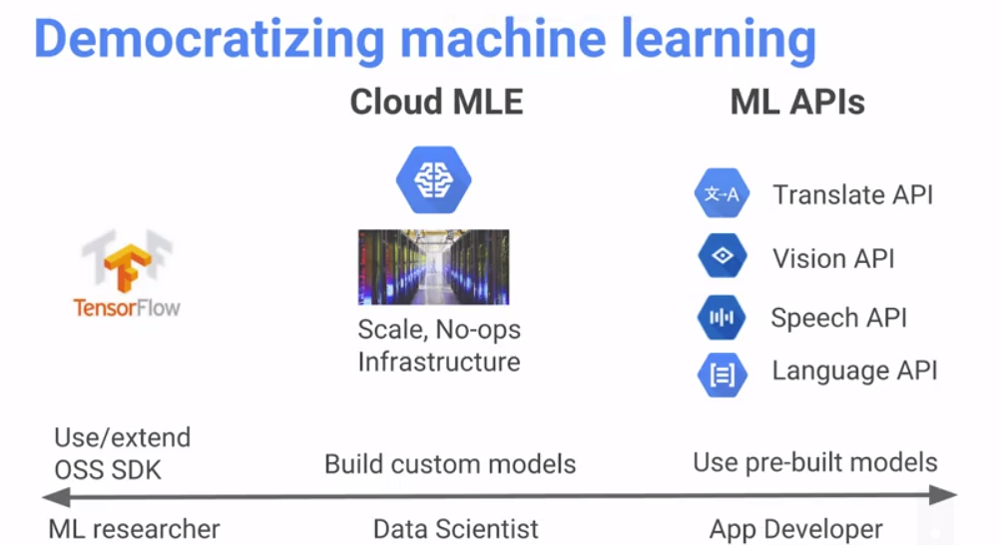 Democratizing machine learning
Cloud MLE
ML APIs
TensorFlow
Scale, No-ops
Infrastructure
文→A
Translate API
Vision API
Speech API
Language API
Use/extend
OSS SDK
Build custom models
Use pre-built models
ML researcher
Data Scientist
App Developer